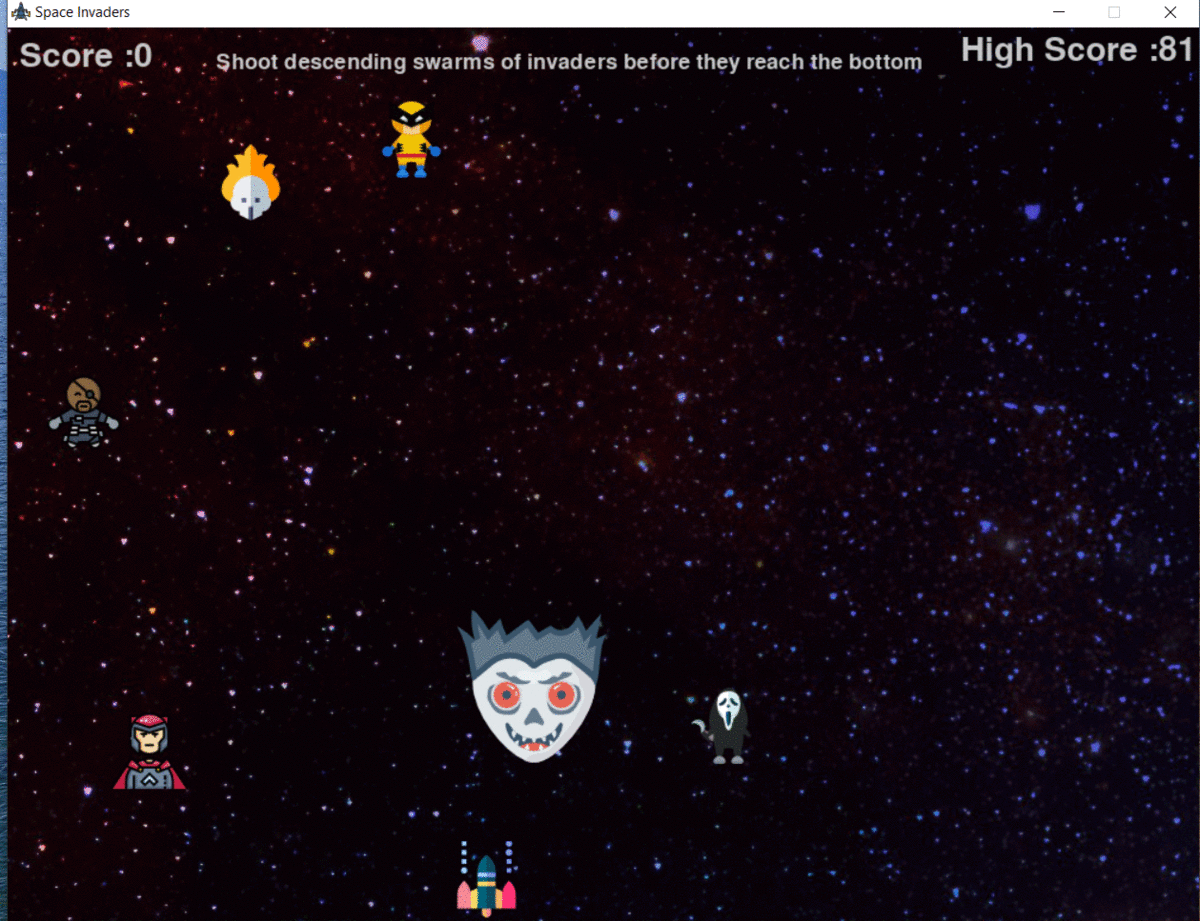 Space Invaders
Score :0
Shoot descending swarms of invaders before they reach the bottom
High Score :81